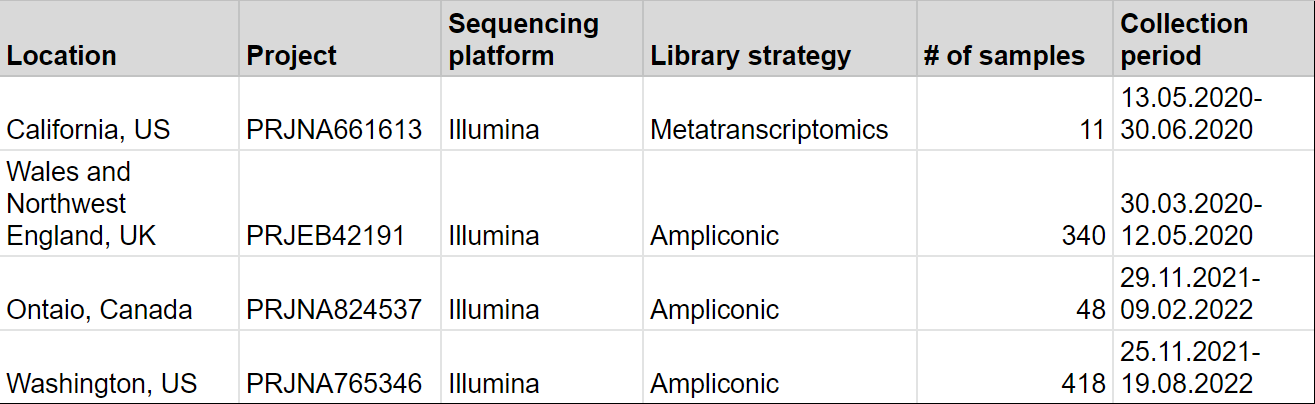 Location Project Sequencing platform Library strategy # of samples Collection period
California, US PRJNA661613 Illumina Metatranscriptomics 11 13.05.2020-
30.06.2020
Wales and
Northwest
England, UK PRJEB42191 Illumina Ampliconic 340 30.03.2020-
12.05.2020
Ontaio, Canada PRJNA824537 Illumina Ampliconic 48 29.11.2021-
09.02.2022
Washington, US PRJNA765346 Illumina Ampliconic 418 25.11.2021-
19.08.2022